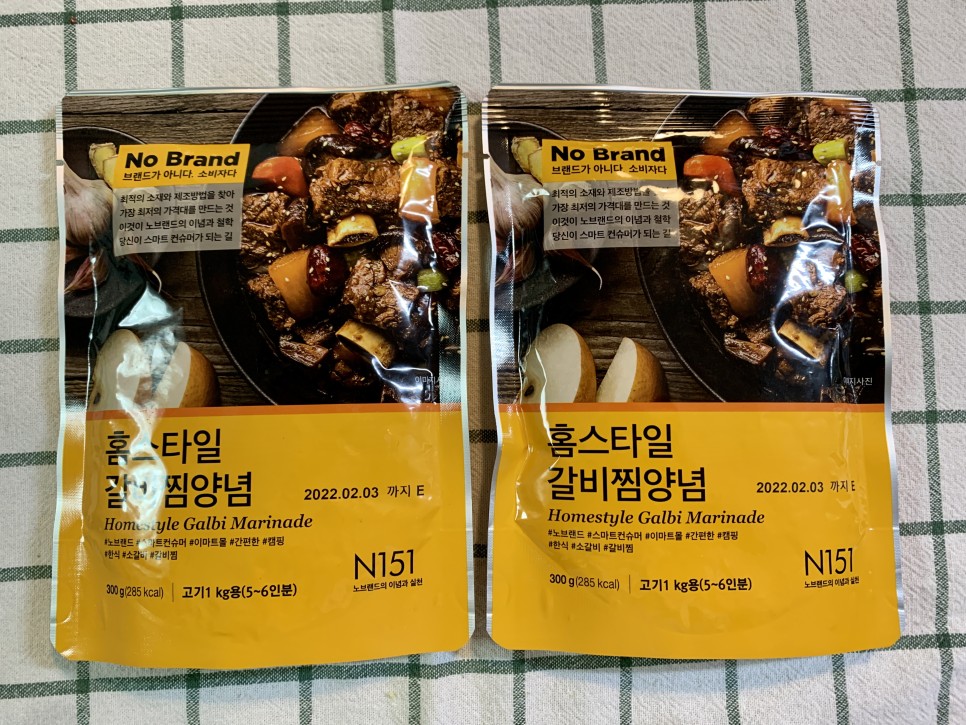 No Brand
브랜드가 아니다. 소비자다
최적의 소재와 제조방법을 찾아
가장 최저의 가격대를 만드는 것
이것이 노브랜드의 이념과 철학
당신이 스마트 컨슈머가 되는 길
이미지사진
홈스타일
갈비찜양념
2022.02.03 까지 E
Homestyle Galbi Marinade
#노브랜드 #스마트컨슈머 #이마트몰 #간편한 #캠핑
#한식 #소갈비 #갈비찜
300 g(285 kcal) 고기1 kg용(5~6인분)
N151
노브랜드의 이념과 실천
No Brand
브랜드가 아니다. 소비자다
최적의 소재와 제조방법을
가장 최저의 가격대를 만드는 것
이것이 노브랜드의 이념과 철학
당신이 스마트 컨슈머가 되는 길
홈스타일
갈비찜양념
2022.02.03 까지 E
Homestyle Galbi Marinade
#노브랜드 #스마트컨슈머 #이마트몰 #간편한 #캠핑
#한식 #소갈비 #갈비찜
300 g(285 kcal) 고기1 kg용(5~6인분)
N151
노브랜드의 이념과 실천